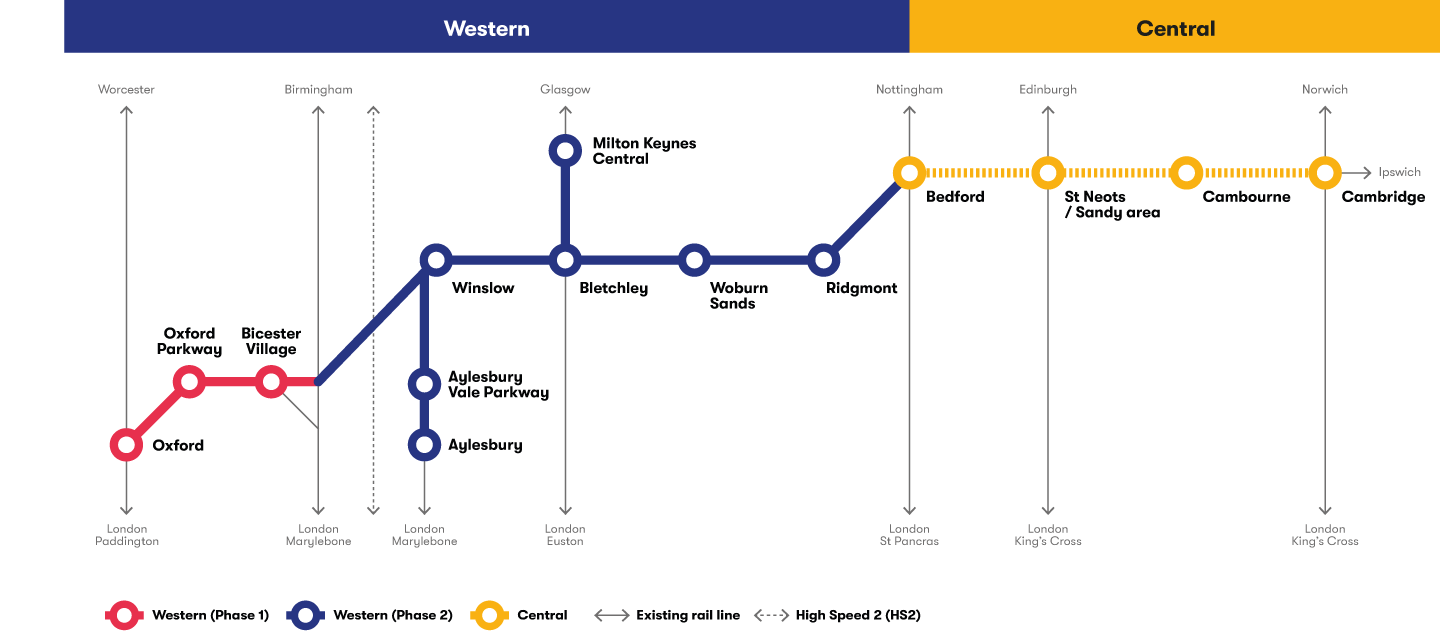 Western
Central
Worcester
Birmingham
Glasgow
Nottingham
Edinburgh
Norwich
Milton Keynes
Central
Ipswich
Bedford
St Neots
/ Sandy area
Cambourne
Cambridge
Winslow
Bletchley
Woburn
Sands
Ridgmont
Oxford
Parkway
Bicester
Village
Aylesbury
Vale Parkway
Oxford
Aylesbury
London
Paddington
London
Marylebone
London
Marylebone
London
Euston
London
St Pancras
London
King's Cross
London
King's Cross
Western (Phase 1)
Western (Phase 2)
Central
Existing rail line
High Speed 2 (HS2)